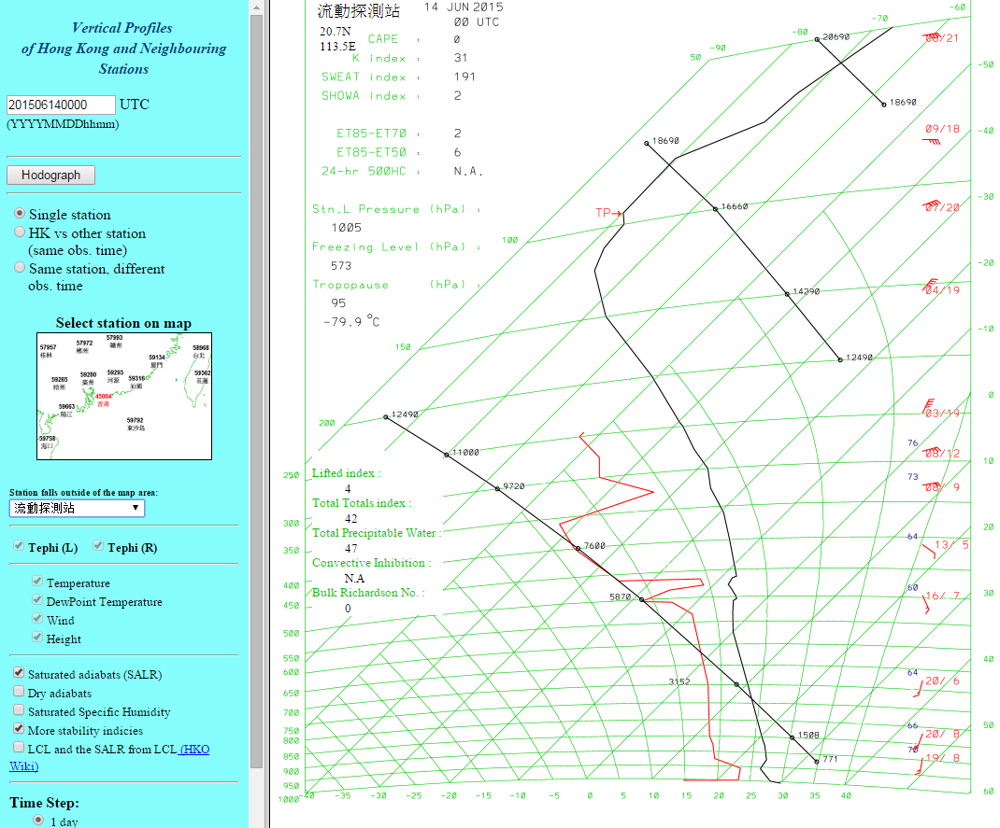 Vertical Profiles
of Hong Kong and Neighbouring
Stations
201506140000 UTC
(YYYYMMDDhhmm)
Hodograph
Single station
HK vs other station
(same obs. time)
Same station, different
obs. time
Select station on map
57957
桂林
57972
郴州
57993
贛州
58968
台北
59134
廈門
59265
梧州
59280
廣州
59293
河源
59316
汕頭
59362
花蓮
45004
香港
59663
陽江
59792
東沙島
59758
海口
Station falls outside of the map area:
流動探測站
Tephi (L) Tephi (R)
Temperature
DewPoint Temperature
Wind
Height
Saturated adiabats (SALR)
Dry adiabats
Saturated Specific Humidity
More stability indicies
LCL and the SALR from LCL (HKO
Wiki)
Time Step:
1 day
流動探測站 14 JUN 2015
00 UTC
20.7N
113.5E
CAPE : 0
K index : 31
SWEAT index : 191
SHOWA index : 2
ET85-ET70 : 2
ET85-ET50 : 6
24-hr 500HC : N.A.
Stn.L Pressure (hPa) :
1005
Freezing Level (hPa) :
573
Tropopause (hPa) :
95
-79.9 °C
Lifted index :
4
Total Totals index :
42
Total Precipitable Water :
47
Convective Inhibition :
N.A
Bulk Richardson No. :
0
TP→
50
100
150
200
250
300
350
400
450
500
550
600
650
700
750
800
850
900
950
1000
-40 -35 -30 -25 -20 -15 -10 -5 0 5 10 15 20 25 30 35 40
-90
-80
-70
-60
-50
-40
-30
-20
-10
0
10
20
30
40
50
60
20690
18690
18690
16660
14290
12490
12490
11000
9720
7600
5870
3152
1508
771
08/21
09/18
07/20
04/19
03/19
76
08/12
73
08/ 9
64
13/ 5
60
16/ 7
64
20/ 6
66
20/ 8
70
19/ 8